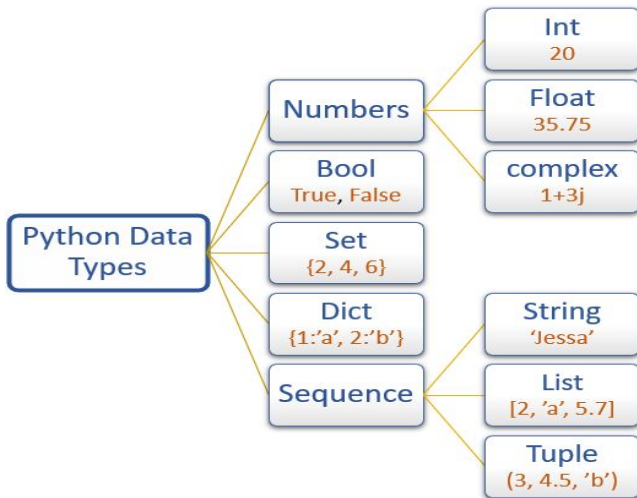 Python Data
Types
Numbers
Int
20
Float
35.75
complex
1+3j
Bool
True, False
Set
{2, 4, 6}
Dict
{1:’a’, 2:’b’}
Sequence
String
‘Jessa’
List
[2, ’a’, 5.7]
Tuple
(3, 4.5, ’b’)